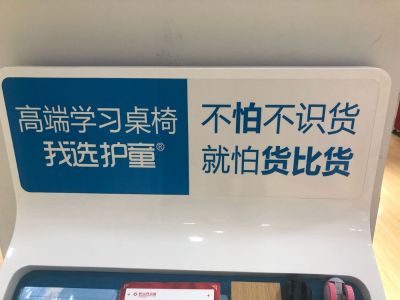 高端学习桌椅
我选护童®
不怕不识货
就怕货比货